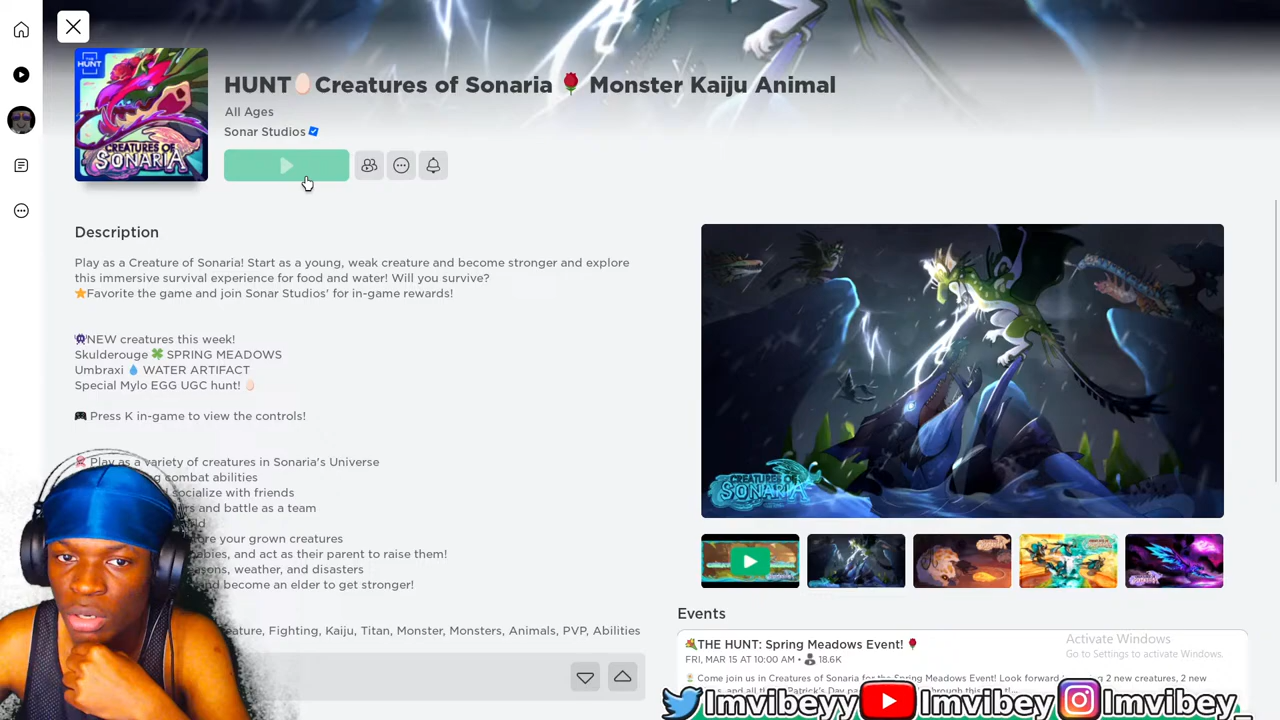 THE HUNT
CREATURES OF SONARIA
HUNT🥚Creatures of Sonaria 🌹 Monster Kaiju Animal
All Ages
Sonar Studios
Description
Play as a Creature of Sonaria! Start as a young, weak creature and become stronger and explore
this immersive survival experience for food and water! Will you survive?
⭐Favorite the game and join Sonar Studios' for in-game rewards!
👾NEW creatures this week!
Skulderouge 🍀 SPRING MEADOWS
Umbraxi 💧 WATER ARTIFACT
Special Mylo EGG UGC hunt! 🥚
🎮 Press K in-game to view the controls!
Play as a variety of creatures in Sonaria's Universe
combat abilities
socialize with friends
and battle as a team
your grown creatures
and act as their parent to raise them!
weather, and disasters
and become an elder to get stronger!
Fighting, Kaiju, Titan, Monster, Monsters, Animals, PVP, Abilities
CREATURES OF SONARIA
Events
💐THE HUNT: Spring Meadows Event! 🌹
FRI, MAR 15 AT 10:00 AM • 18.6K
Come join us in Creatures of Sonaria for the Spring Meadows Event! Look forward
2 new creatures, 2 new
Activate Windows
Go to Settings to activate Windows.
Imvibeyy Imvibey Imvibey_